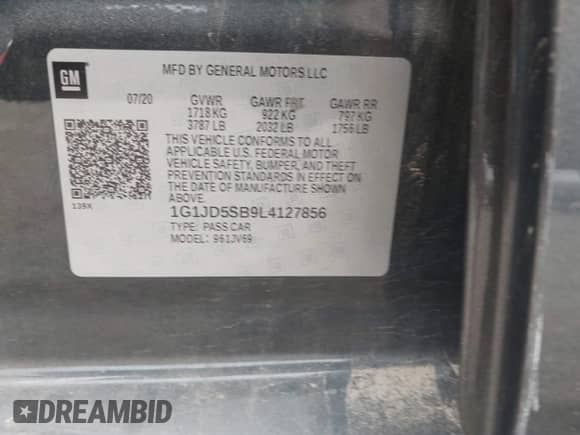 GM
MFD BY GENERAL MOTORS LLC
07/20 GVWR GAWR FRT GAWR RR
1718 KG 922 KG 797 KG
3787 LB 2032 LB 1756 LB
THIS VEHICLE CONFORMS TO ALL
APPLICABLE U.S. FEDERAL MOTOR
VEHICLE SAFETY, BUMPER, AND THEFT
PREVENTION STANDARDS IN EFFECT ON
THE DATE OF MANUFACTURE SHOWN
ABOVE.
139X
1G1JD5SB9L4127856
TYPE: PASS CAR
MODEL: 961JV69
DREAMBID